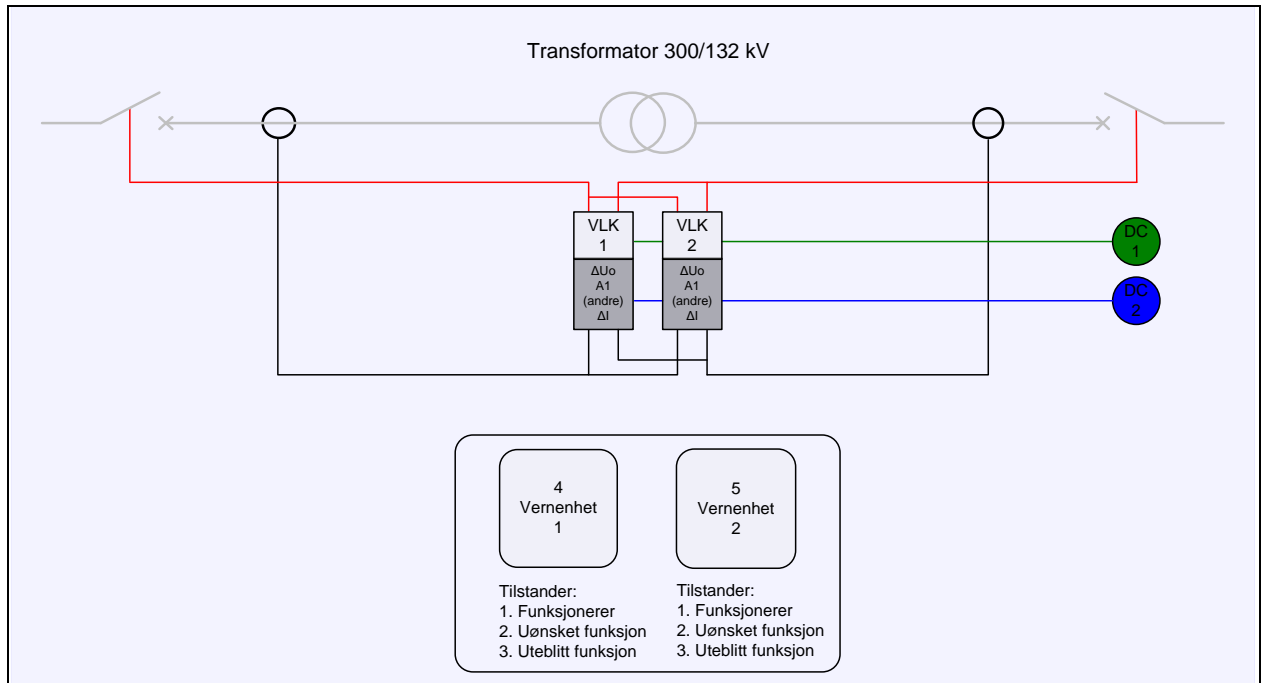 Transformator 300/132 kV
VLK
1
VLK
2
DC
1
ΔUo
A1
(andre)
ΔI
ΔUo
A1
(andre)
ΔI
DC
2
4
Vernenhet
1
5
Vernenhet
2
Tilstander:
1. Funksjonerer
2. Uønsket funksjon
3. Uteblitt funksjon
Tilstander:
1. Funksjonerer
2. Uønsket funksjon
3. Uteblitt funksjon